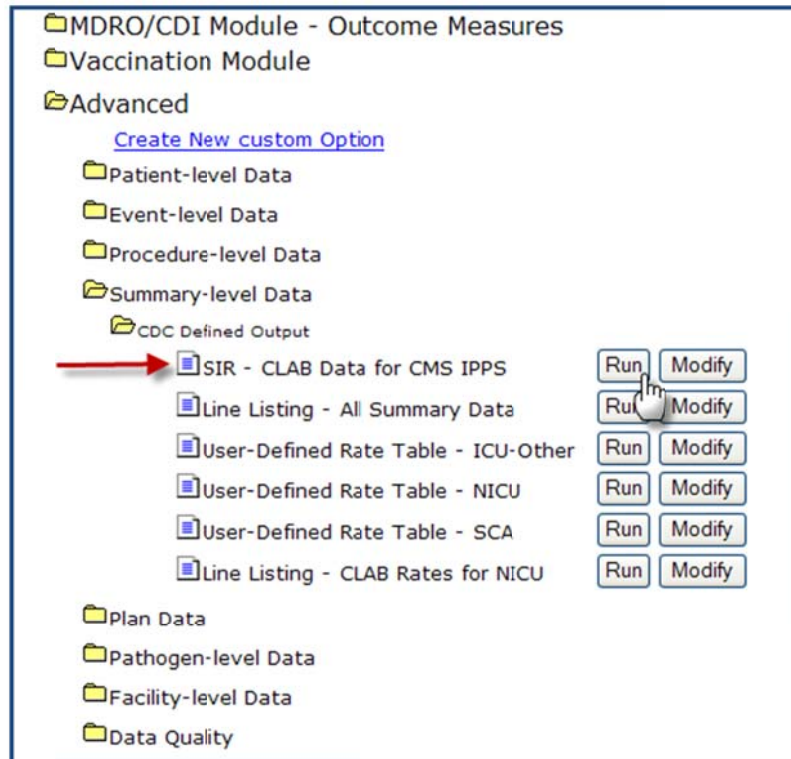 MDRO/CDI Module - Outcome Measures
Vaccination Module
Advanced
Create New custom Option
Patient-level Data
Event-level Data
Procedure-level Data
Summary-level Data
CDC Defined Output
SIR - CLAB Data for CMS IPPS Run Modify
Line Listing - All Summary Data Run Modify
User-Defined Rate Table - ICU-Other Run Modify
User-Defined Rate Table - NICU Run Modify
User-Defined Rate Table - SCA Run Modify
Line Listing - CLAB Rates for NICU Run Modify
Plan Data
Pathogen-level Data
Facility-level Data
Data Quality